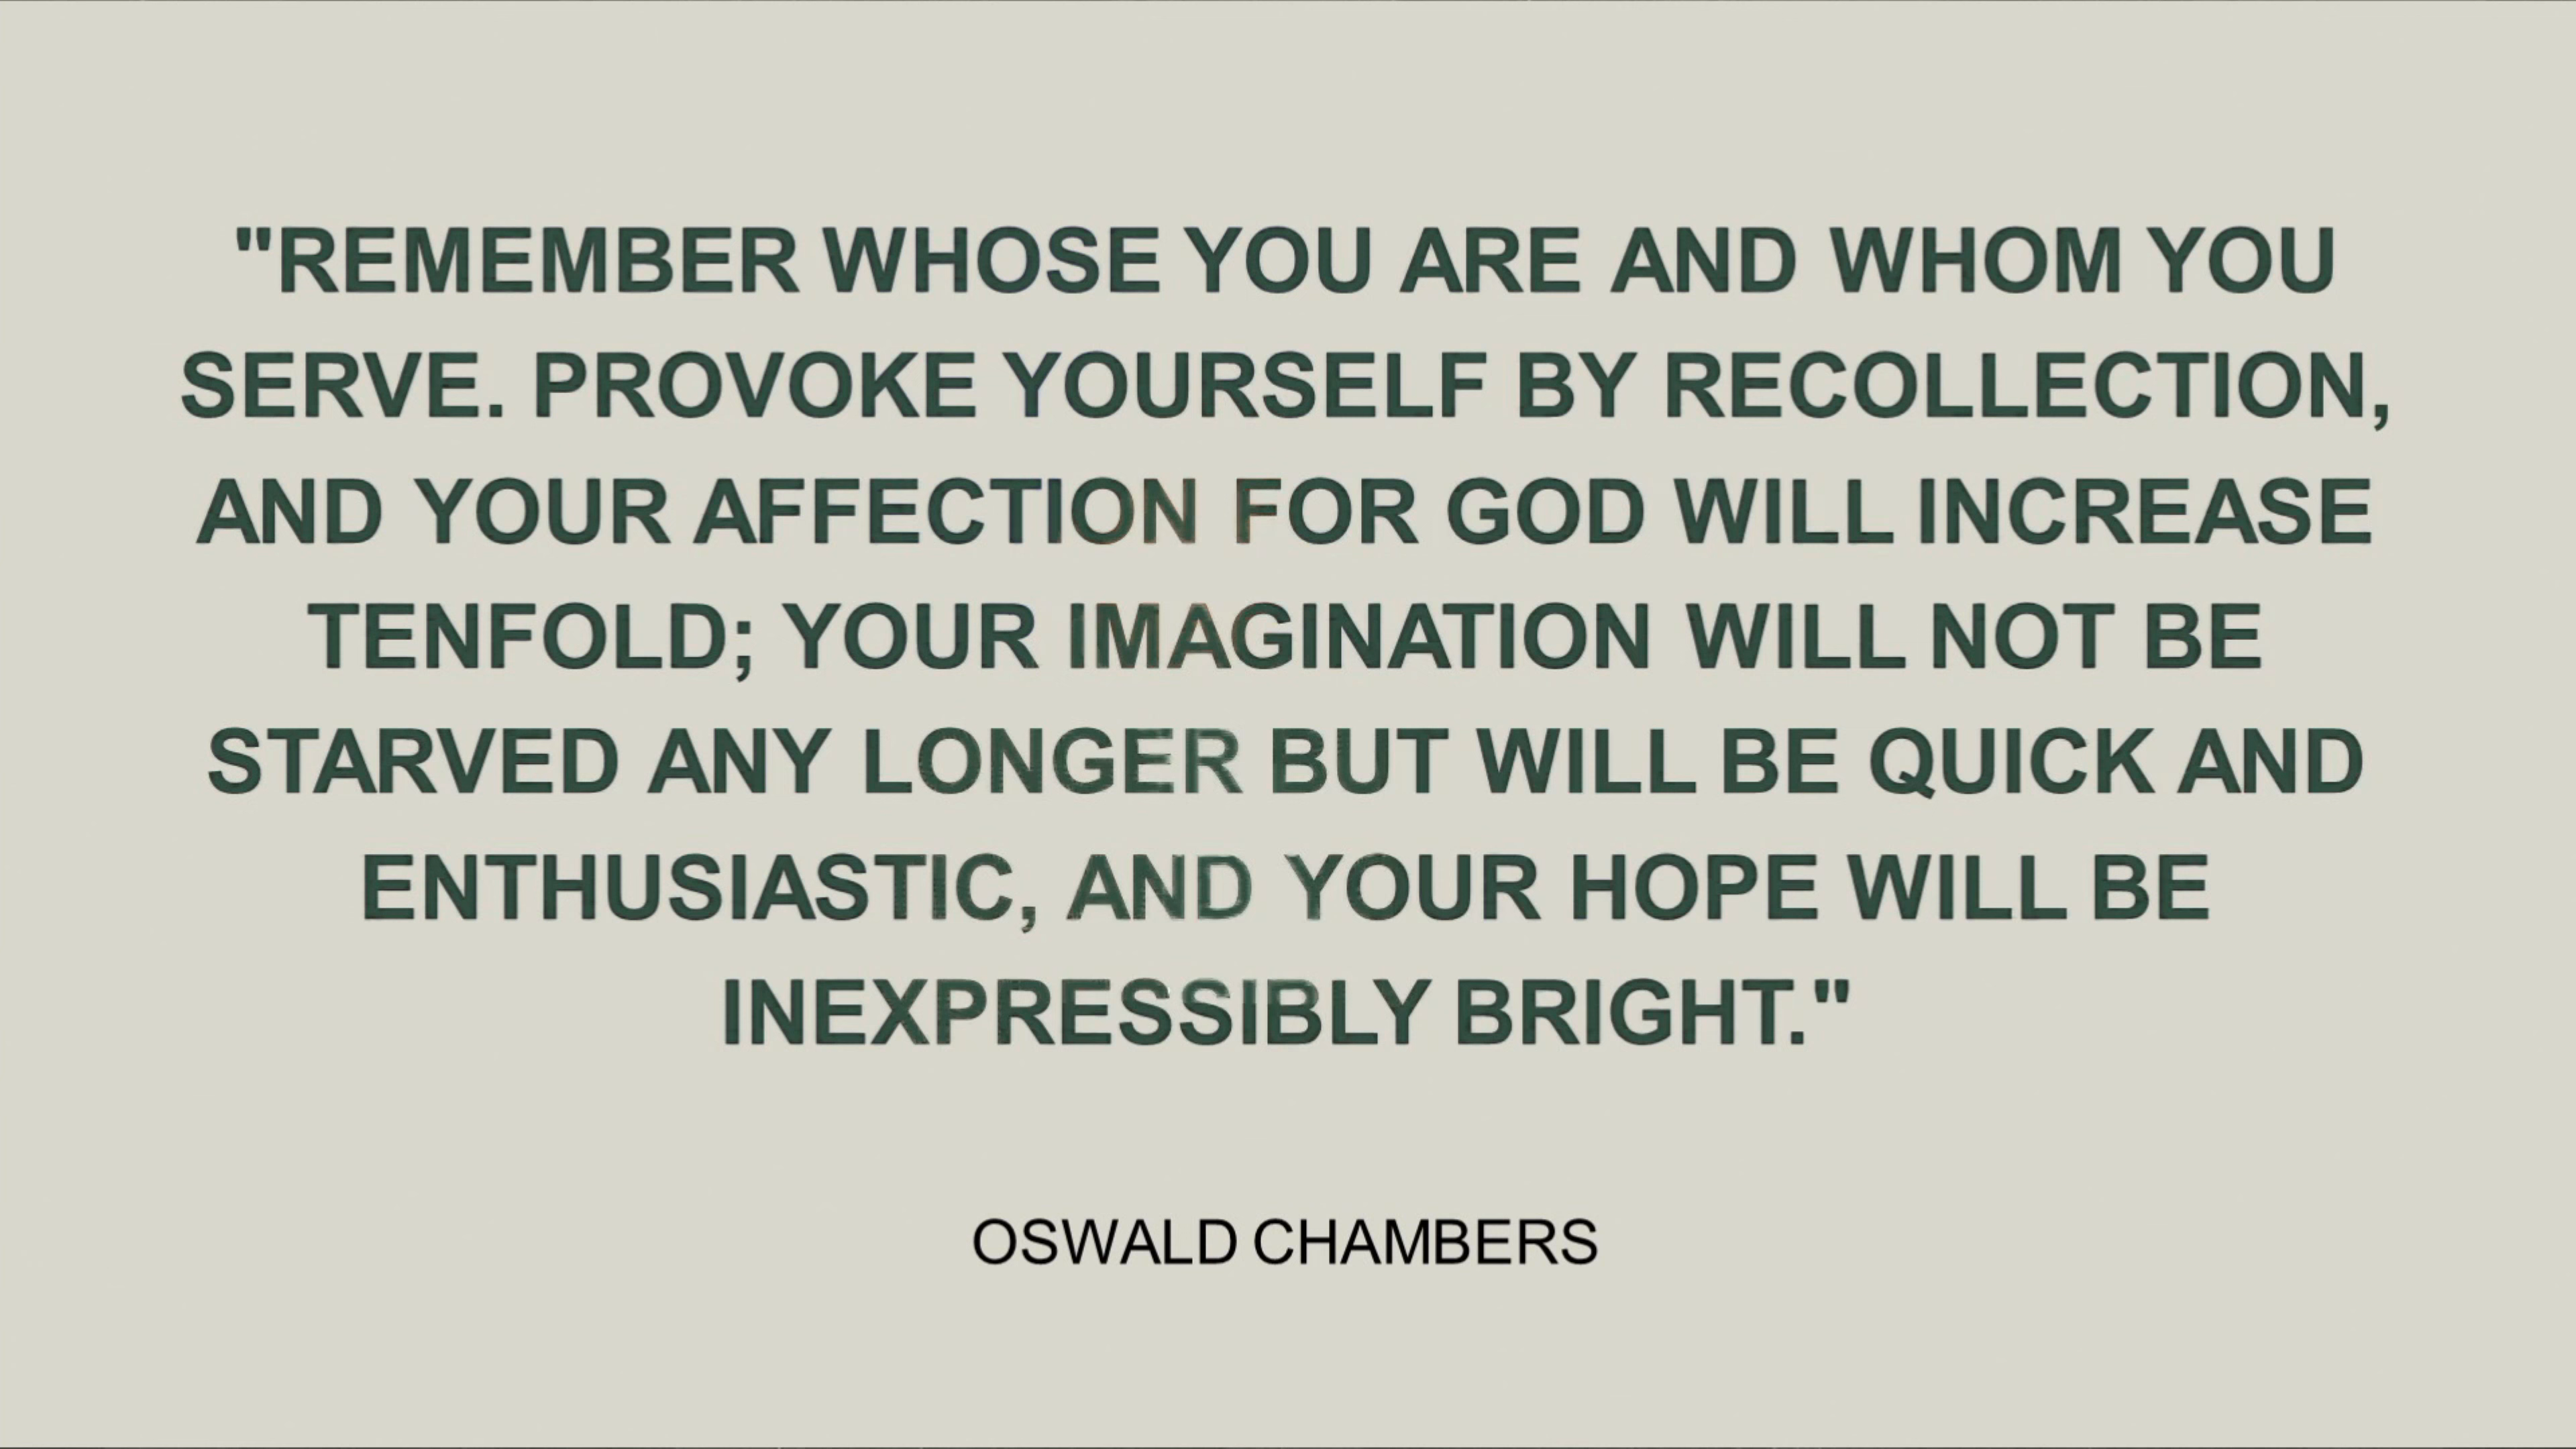 "REMEMBER WHOSE YOU ARE AND WHOM YOU
SERVE. PROVOKE YOURSELF BY RECOLLECTION,
AND YOUR AFFECTION FOR GOD WILL INCREASE
TENFOLD; YOUR IMAGINATION WILL NOT BE
STARVED ANY LONGER BUT WILL BE QUICK AND
ENTHUSIASTIC, AND YOUR HOPE WILL BE
INEXPRESSIBLY BRIGHT."
OSWALD CHAMBERS